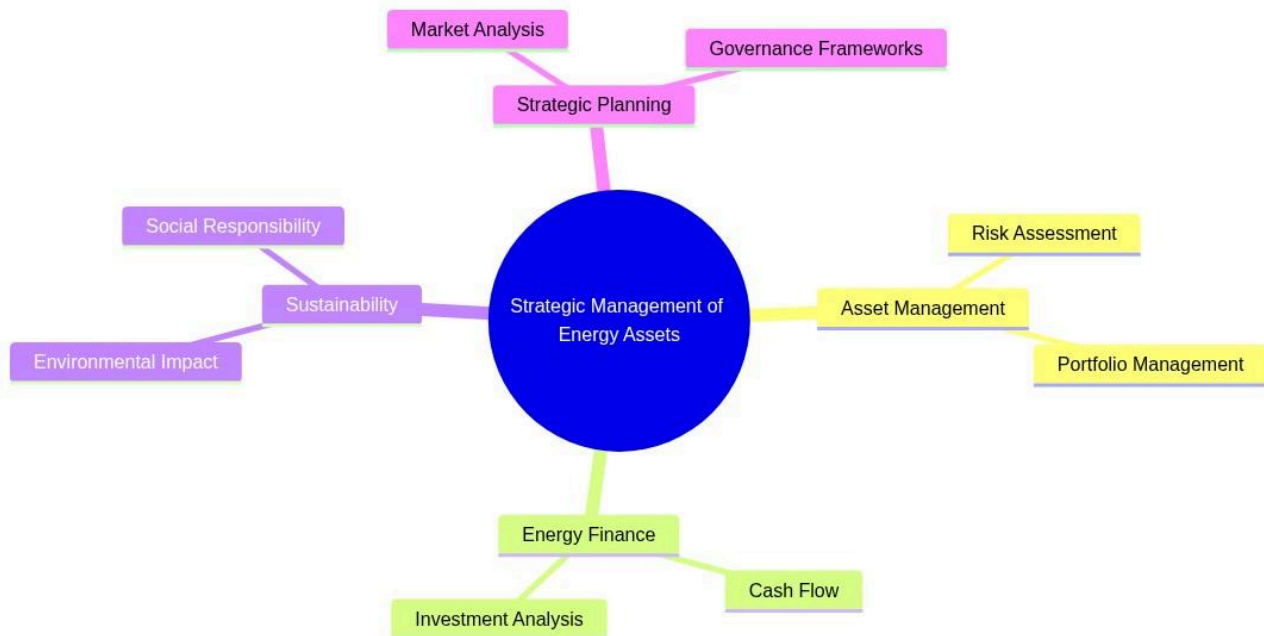 Market Analysis
Governance Frameworks
Strategic Planning
Social Responsibility
Risk Assessment
Sustainability
Strategic Management of
Energy Assets
Asset Management
Environmental Impact
Portfolio Management
Energy Finance
Cash Flow
Investment Analysis